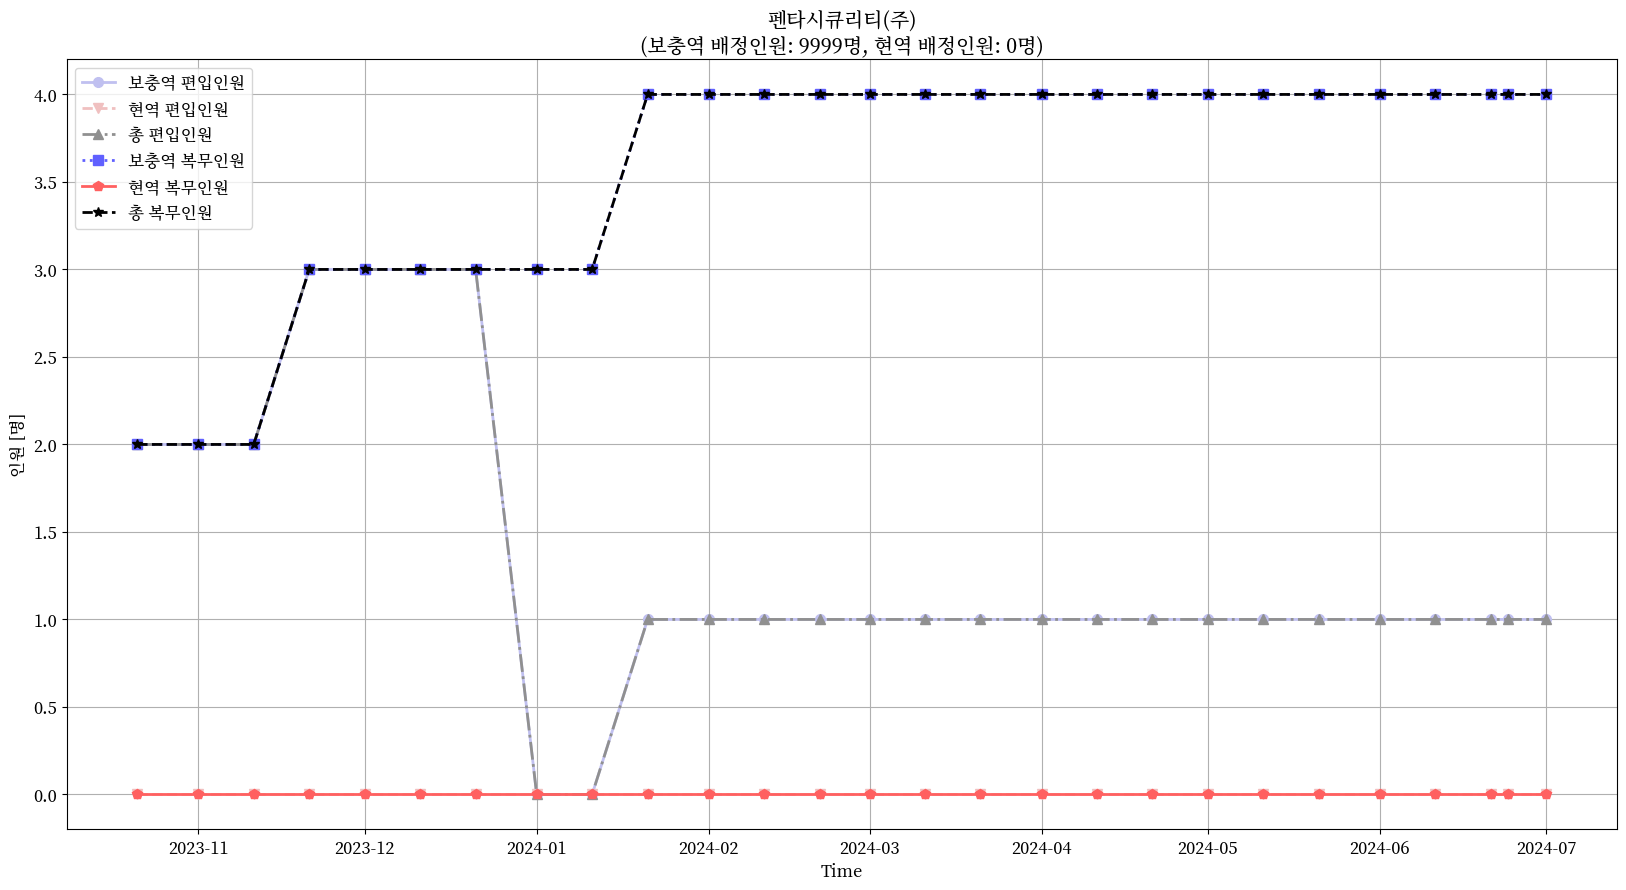 펜타시큐리티(주)
(보충역 배정인원: 9999명, 현역 배정인원: 0명)
보충역 편입인원
현역 편입인원
총 편입인원
보충역 복무인원
현역 복무인원
총 복무인원
인원 [명]
4.0
3.5
3.0
2.5
2.0
1.5
1.0
0.5
0.0
2023-11
2023-12
2024-01
2024-02
2024-03
2024-04
2024-05
2024-06
2024-07
Time